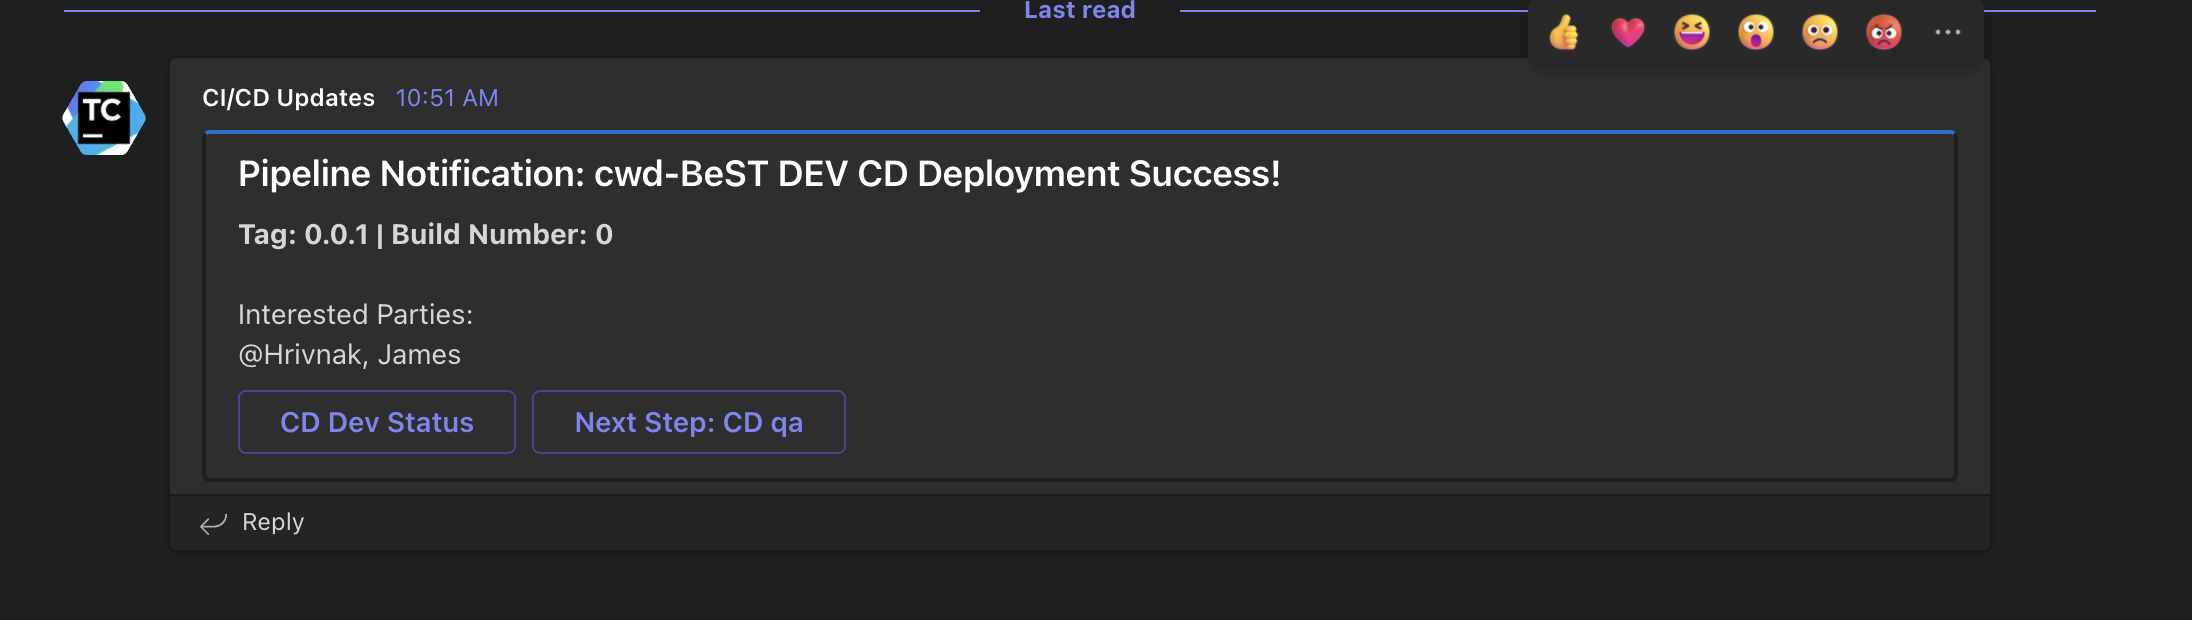 Last read
TC
CI/CD Updates 10:51 AM
Pipeline Notification: cwd-BeST DEV CD Deployment Success!
Tag: 0.0.1 | Build Number: 0
Interested Parties:
@Hrivnak, James
CD Dev Status Next Step: CD qa
Reply